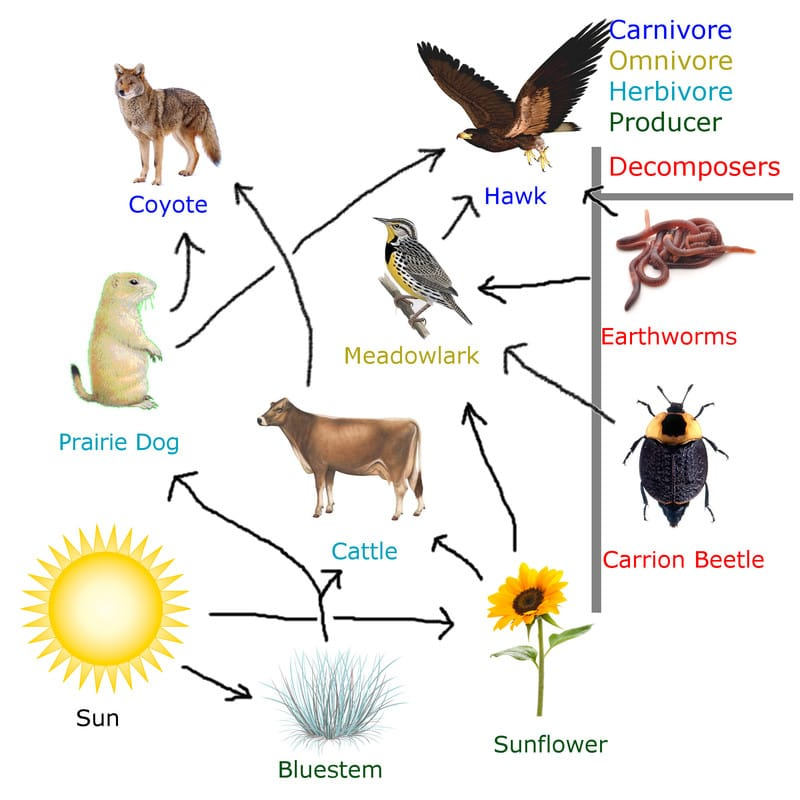 Carnivore
Omnivore
Herbivore
Producer
Decomposers
Coyote
Hawk
Earthworms
Meadowlark
Prairie Dog
Cattle
Carrion Beetle
Sun
Sunflower
Bluestem